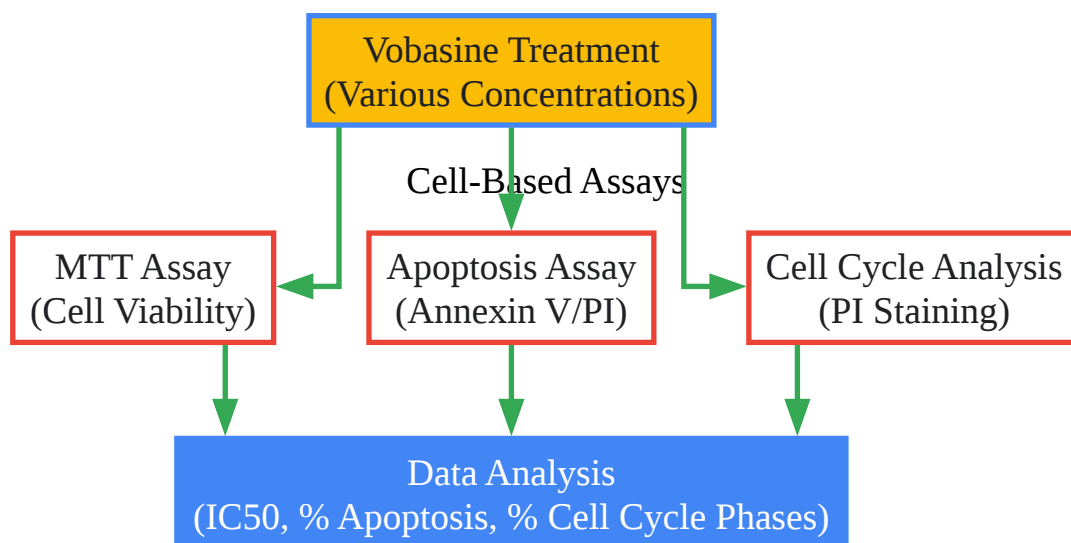 Vobasine Treatment
(Various Concentrations)
Cell-Based Assays
MTT Assay
(Cell Viability)
Apoptosis Assay
(Annexin V/PI)
Cell Cycle Analysis
(PI Staining)
Data Analysis
(IC50, % Apoptosis, % Cell Cycle Phases)